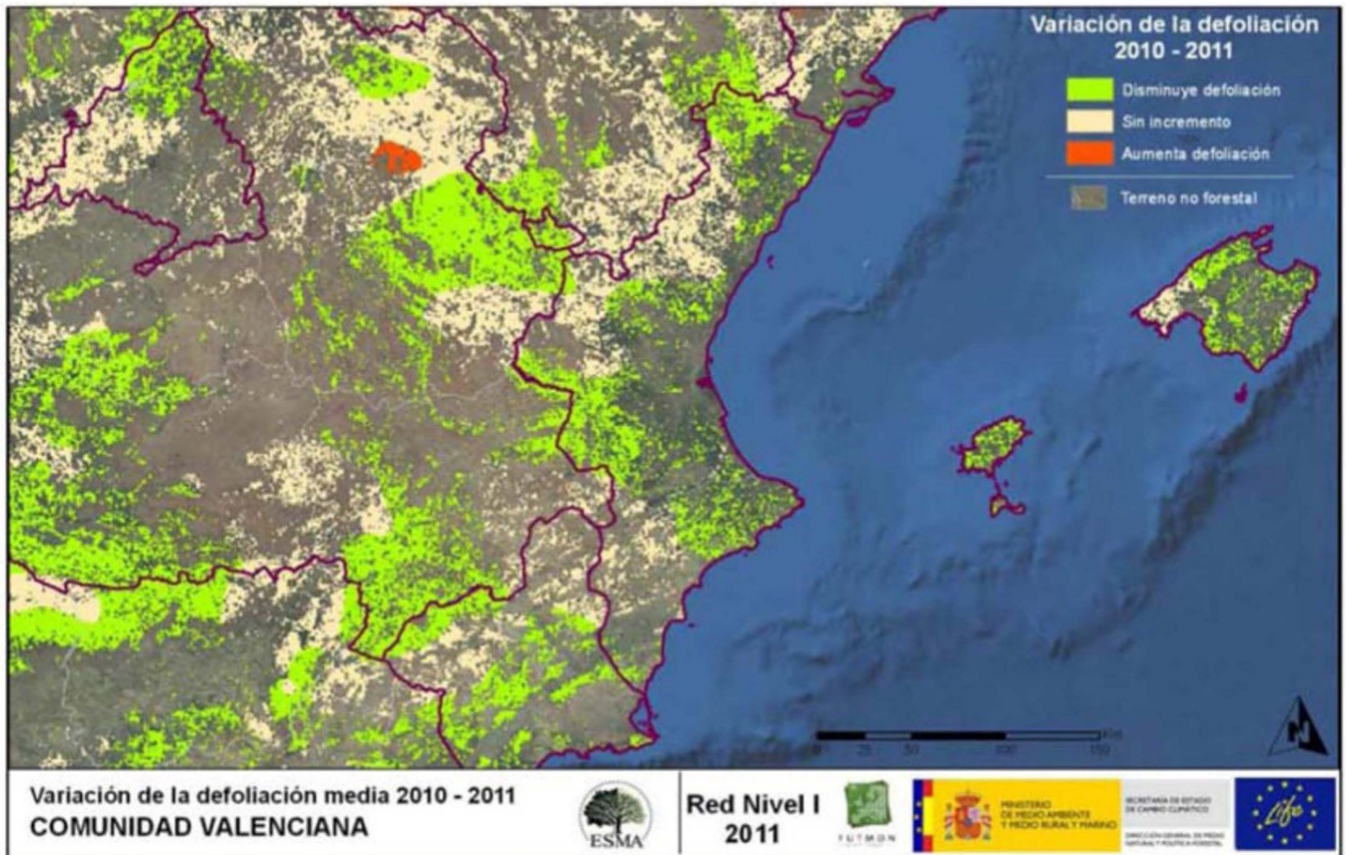 Variación de la defoliación
2010 - 2011
Disminuye defoliación
Sin incremento
Aumenta defoliación
Terreno no forestal
0 25 50 100 150
Variación de la defoliación media 2010 - 2011
COMUNIDAD VALENCIANA
ESMA
Red Nivel I
2011
FUTMON
MINISTERIO
DE MEDIO AMBIENTE
Y MEDIO RURAL Y MARINO
SECRETARÍA DE ESTADO
DE CAMBIO CLIMÁTICO
DIRECCIÓN GENERAL DE MEDIO
NATURAL Y POLÍTICA FORESTAL
Life
N